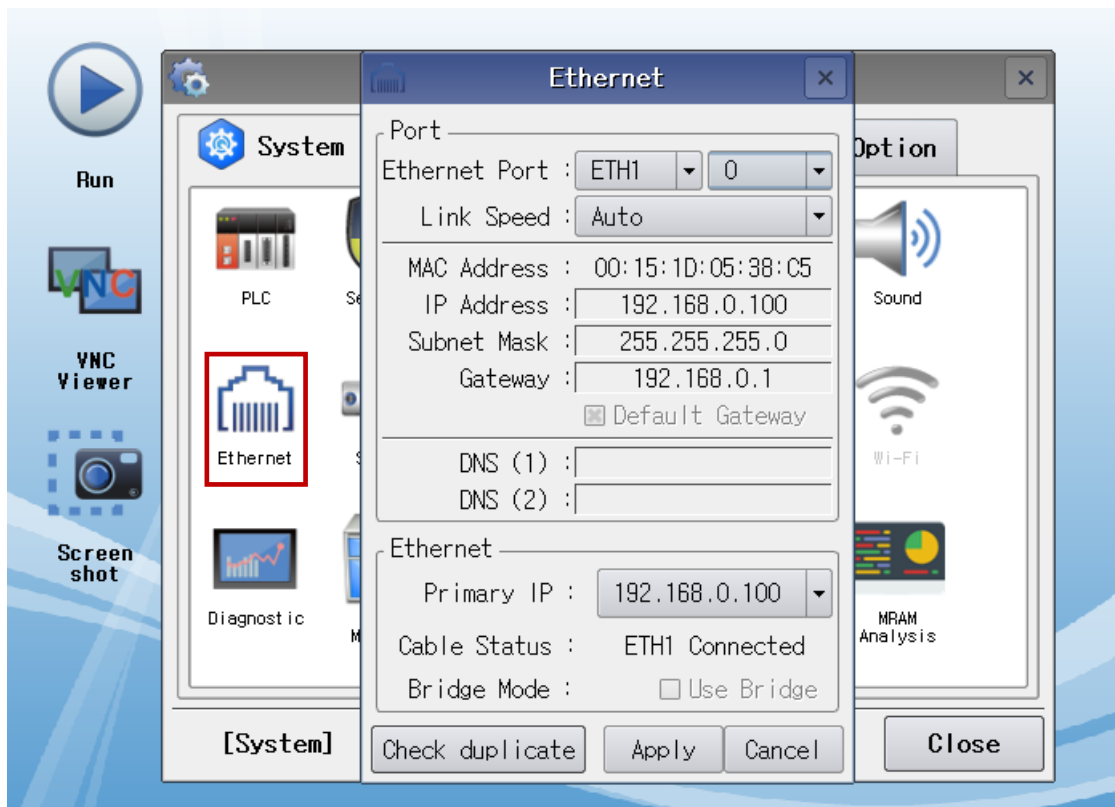 Run
VNC
VNC
Viewer
Screen
shot
System
Option
PLC
Sound
Ethernet
Wi-Fi
Diagnostic
MRAM
Analysis
[System]
Close
Ethernet
Port
Ethernet Port : ETH1 0
Link Speed : Auto
MAC Address : 00:15:1D:05:38:C5
IP Address : 192.168.0.100
Subnet Mask : 255.255.255.0
Gateway : 192.168.0.1
Default Gateway
DNS (1) :
DNS (2) :
Ethernet
Primary IP : 192.168.0.100
Cable Status : ETH1 Connected
Bridge Mode : Use Bridge
Check duplicate Apply Cancel